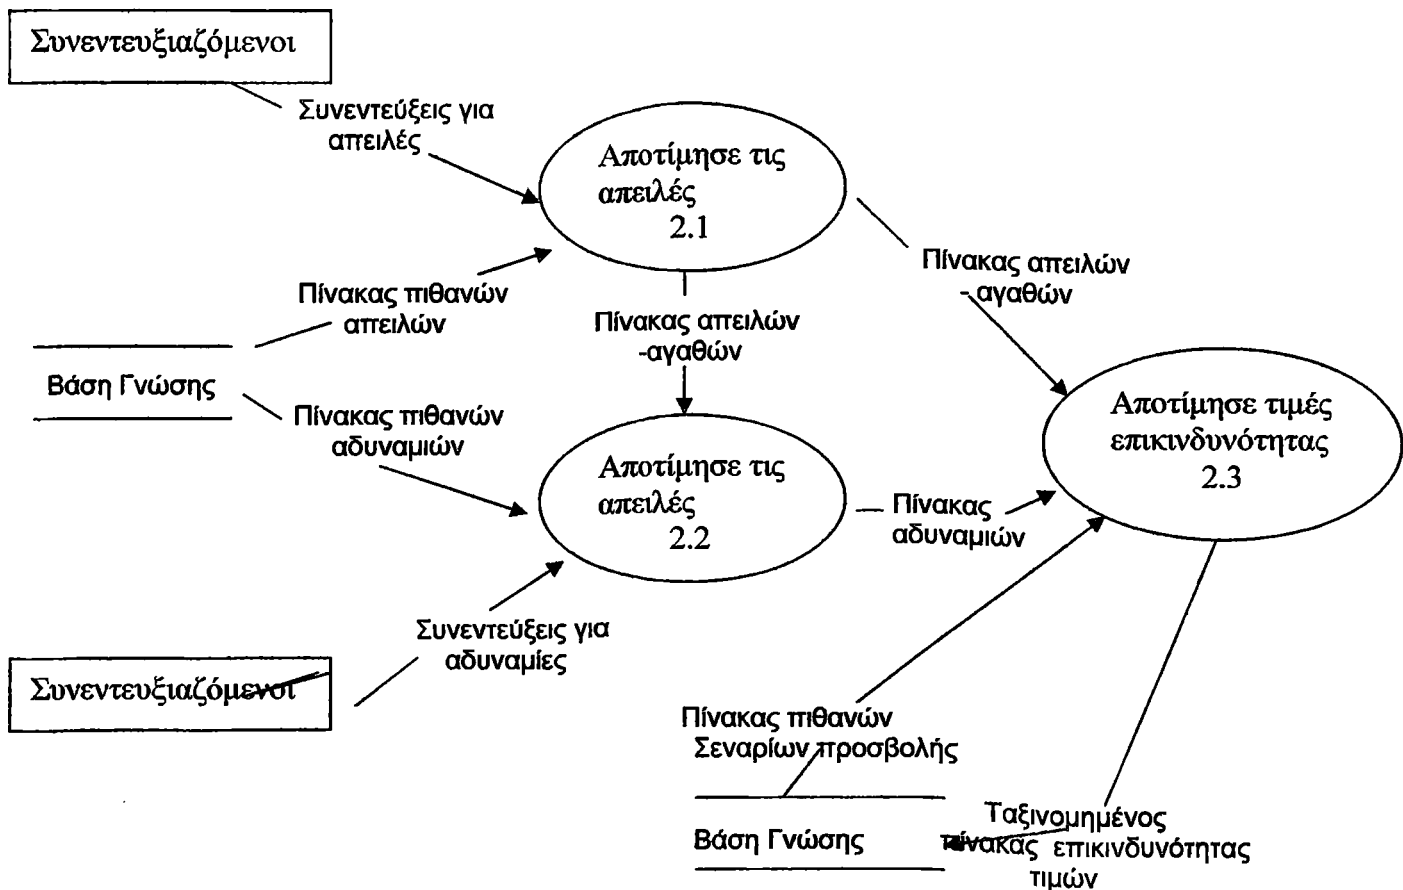 Συνεντευξιαζόμενοι
Συνεντεύξεις για
απειλές
Αποτίμησε τις
απειλές
2.1
Πίνακας απειλών
- αγαθών
Πίνακας πιθανών
απειλών
Πίνακας απειλών
-αγαθών
Βάση Γνώσης
Πίνακας πιθανών
αδυναμιών
Αποτίμησε τις
απειλές
2.2
Πίνακας
αδυναμιών
Αποτίμησε τιμές
επικινδυνότητας
2.3
Συνεντεύξεις για
αδυναμίες
Συνεντευξιαζόμενοι
Πίνακας πιθανών
Σεναρίων προσβολής
Βάση Γνώσης
Ταξινομημένος
πίνακας επικινδυνότητας
τιμών